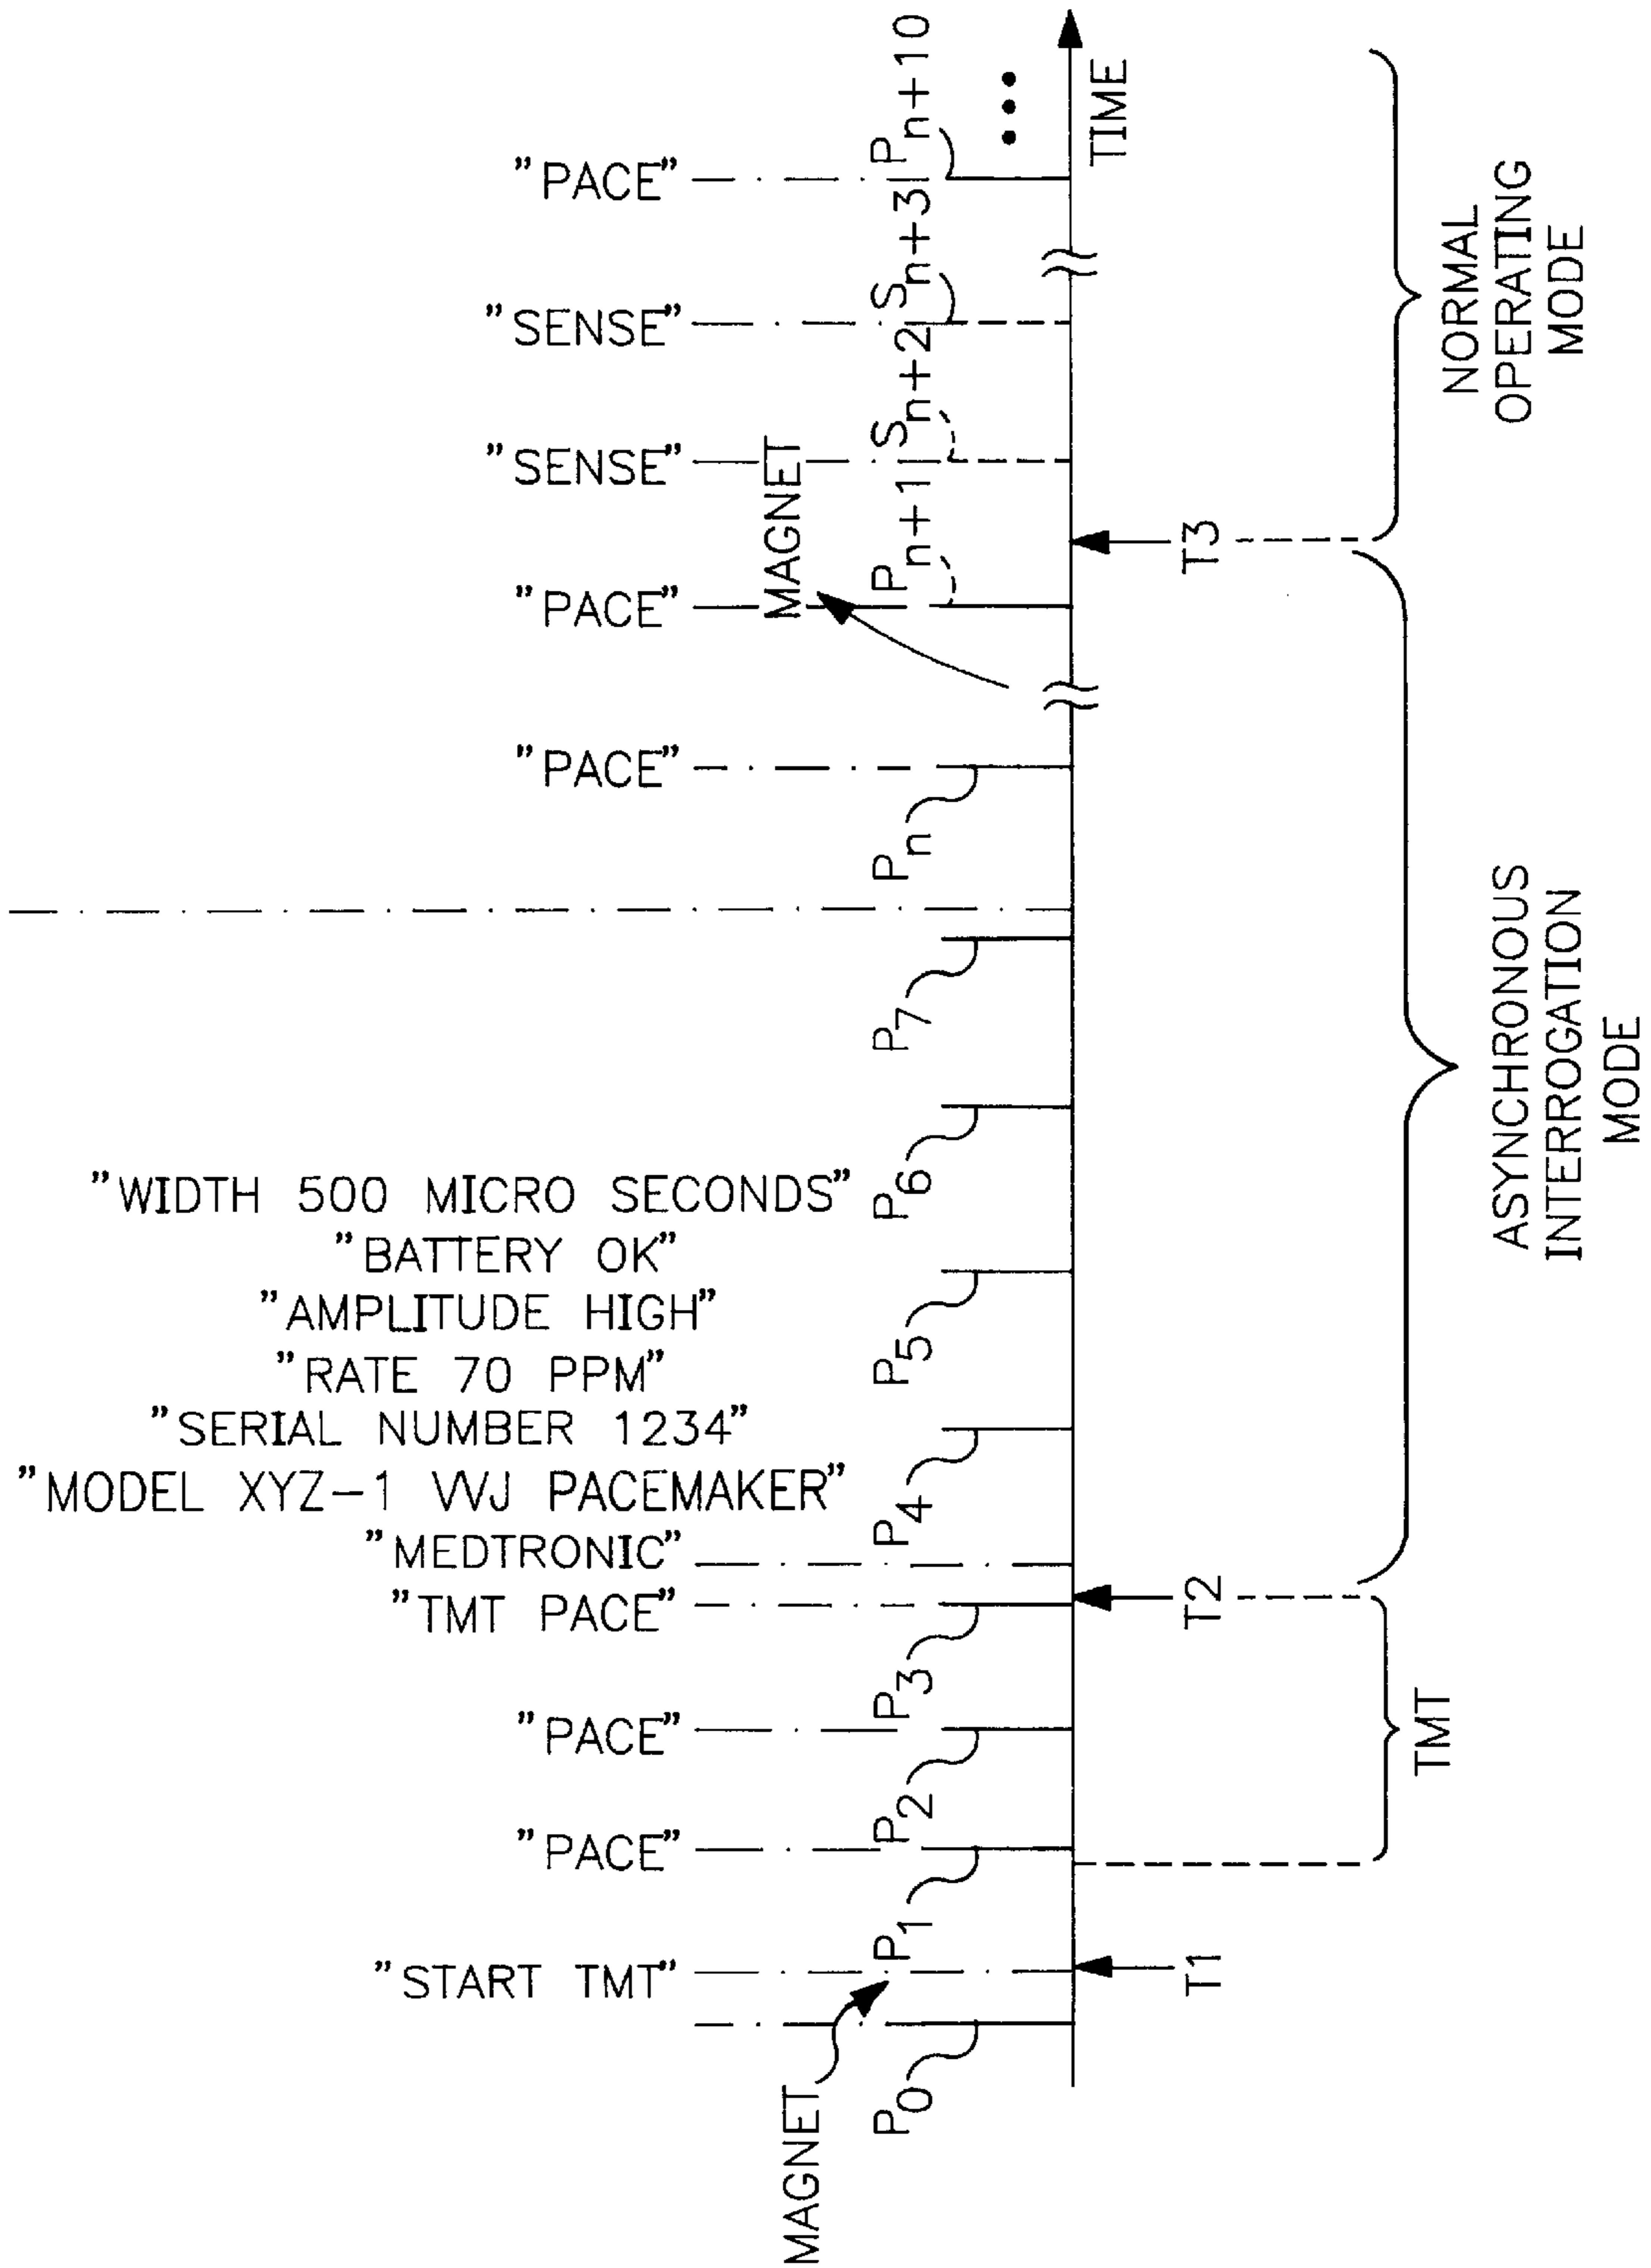 "START TMT"
"PACE"
"PACE"
"TMT PACE"
"MEDTRONIC"
"MODEL XYZ-1 VVJ PACEMAKER"
"SERIAL NUMBER 1234"
"RATE 70 PPM"
"AMPLITUDE HIGH"
"BATTERY OK"
"WIDTH 500 MICRO SECONDS"
"PACE"
"PACE"
"SENSE"
"SENSE"
"PACE"
MAGNET
MAGNET
P0
P1
P2
P3
P4
P5
P6
P7
Pn
Pn+1
Sn+2
Sn+3
Pn+10
TIME
T1
T2
T3
TMT
ASYNCHRONOUS
INTERROGATION
MODE
NORMAL
OPERATING
MODE